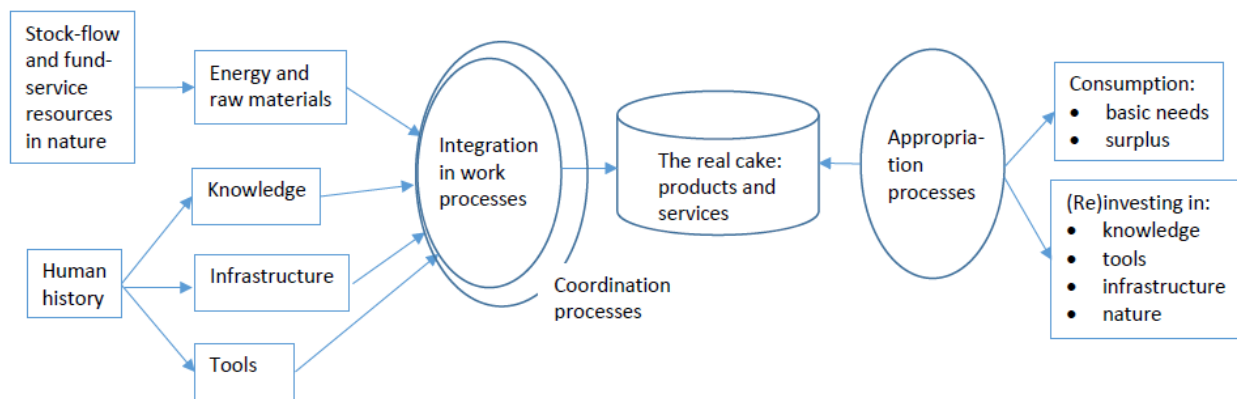 Stock-flow
and fund-
service
resources
in nature
Energy and
raw materials
Knowledge
Human
history
Infrastructure
Tools
Integration
in work
processes
Coordination
processes
The real cake:
products and
services
Appropria-
tion
processes
Consumption:
• basic needs
• surplus
(Re)investing in:
• knowledge
• tools
• infrastructure
• nature